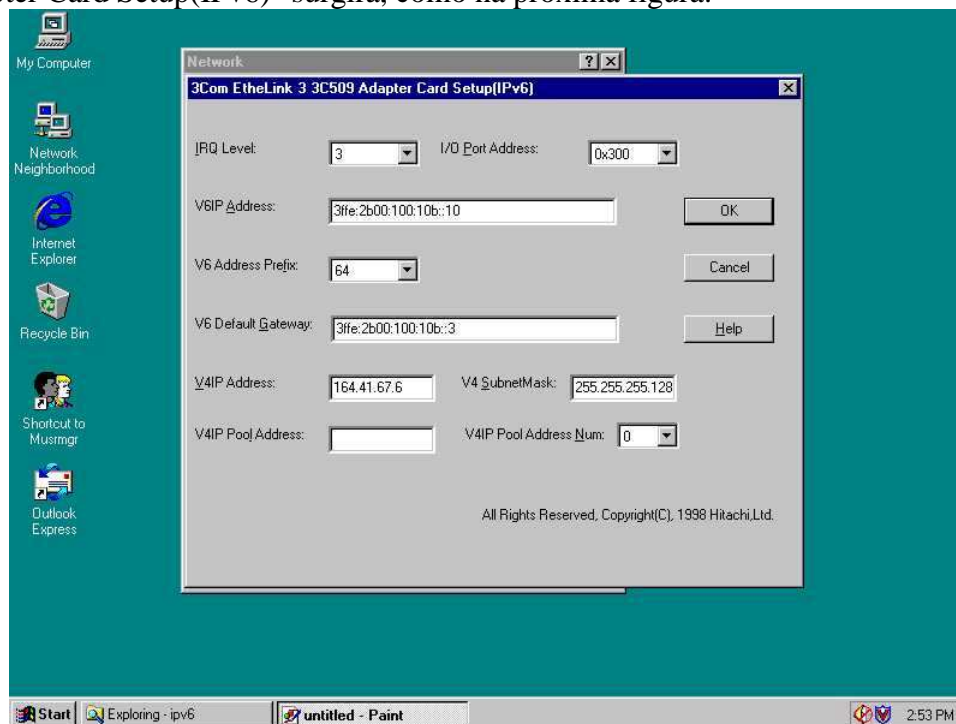 ter Card Setup(IPv6)" surgirá, como na próxima figura.
My Computer
Network
Neighborhood
Internet
Explorer
Recycle Bin
Shortcut to
Musrmgr
Outlook
Express
Network
3Com EtheLink 3 3C509 Adapter Card Setup(IPv6)
IRQ Level: 3 I/O Port Address: 0x300
V6IP Address: 3ffe:2b00:100:10b::10 OK
V6 Address Prefix: 64 Cancel
V6 Default Gateway: 3ffe:2b00:100:10b::3 Help
V4IP Address: 164.41.67.6 V4 SubnetMask: 255.255.255.128
V4IP Pool Address: V4IP Pool Address Num: 0
All Rights Reserved, Copyright(C), 1998 Hitachi,Ltd.
Start Exploring - ipv6 untitled - Paint 2:53 PM